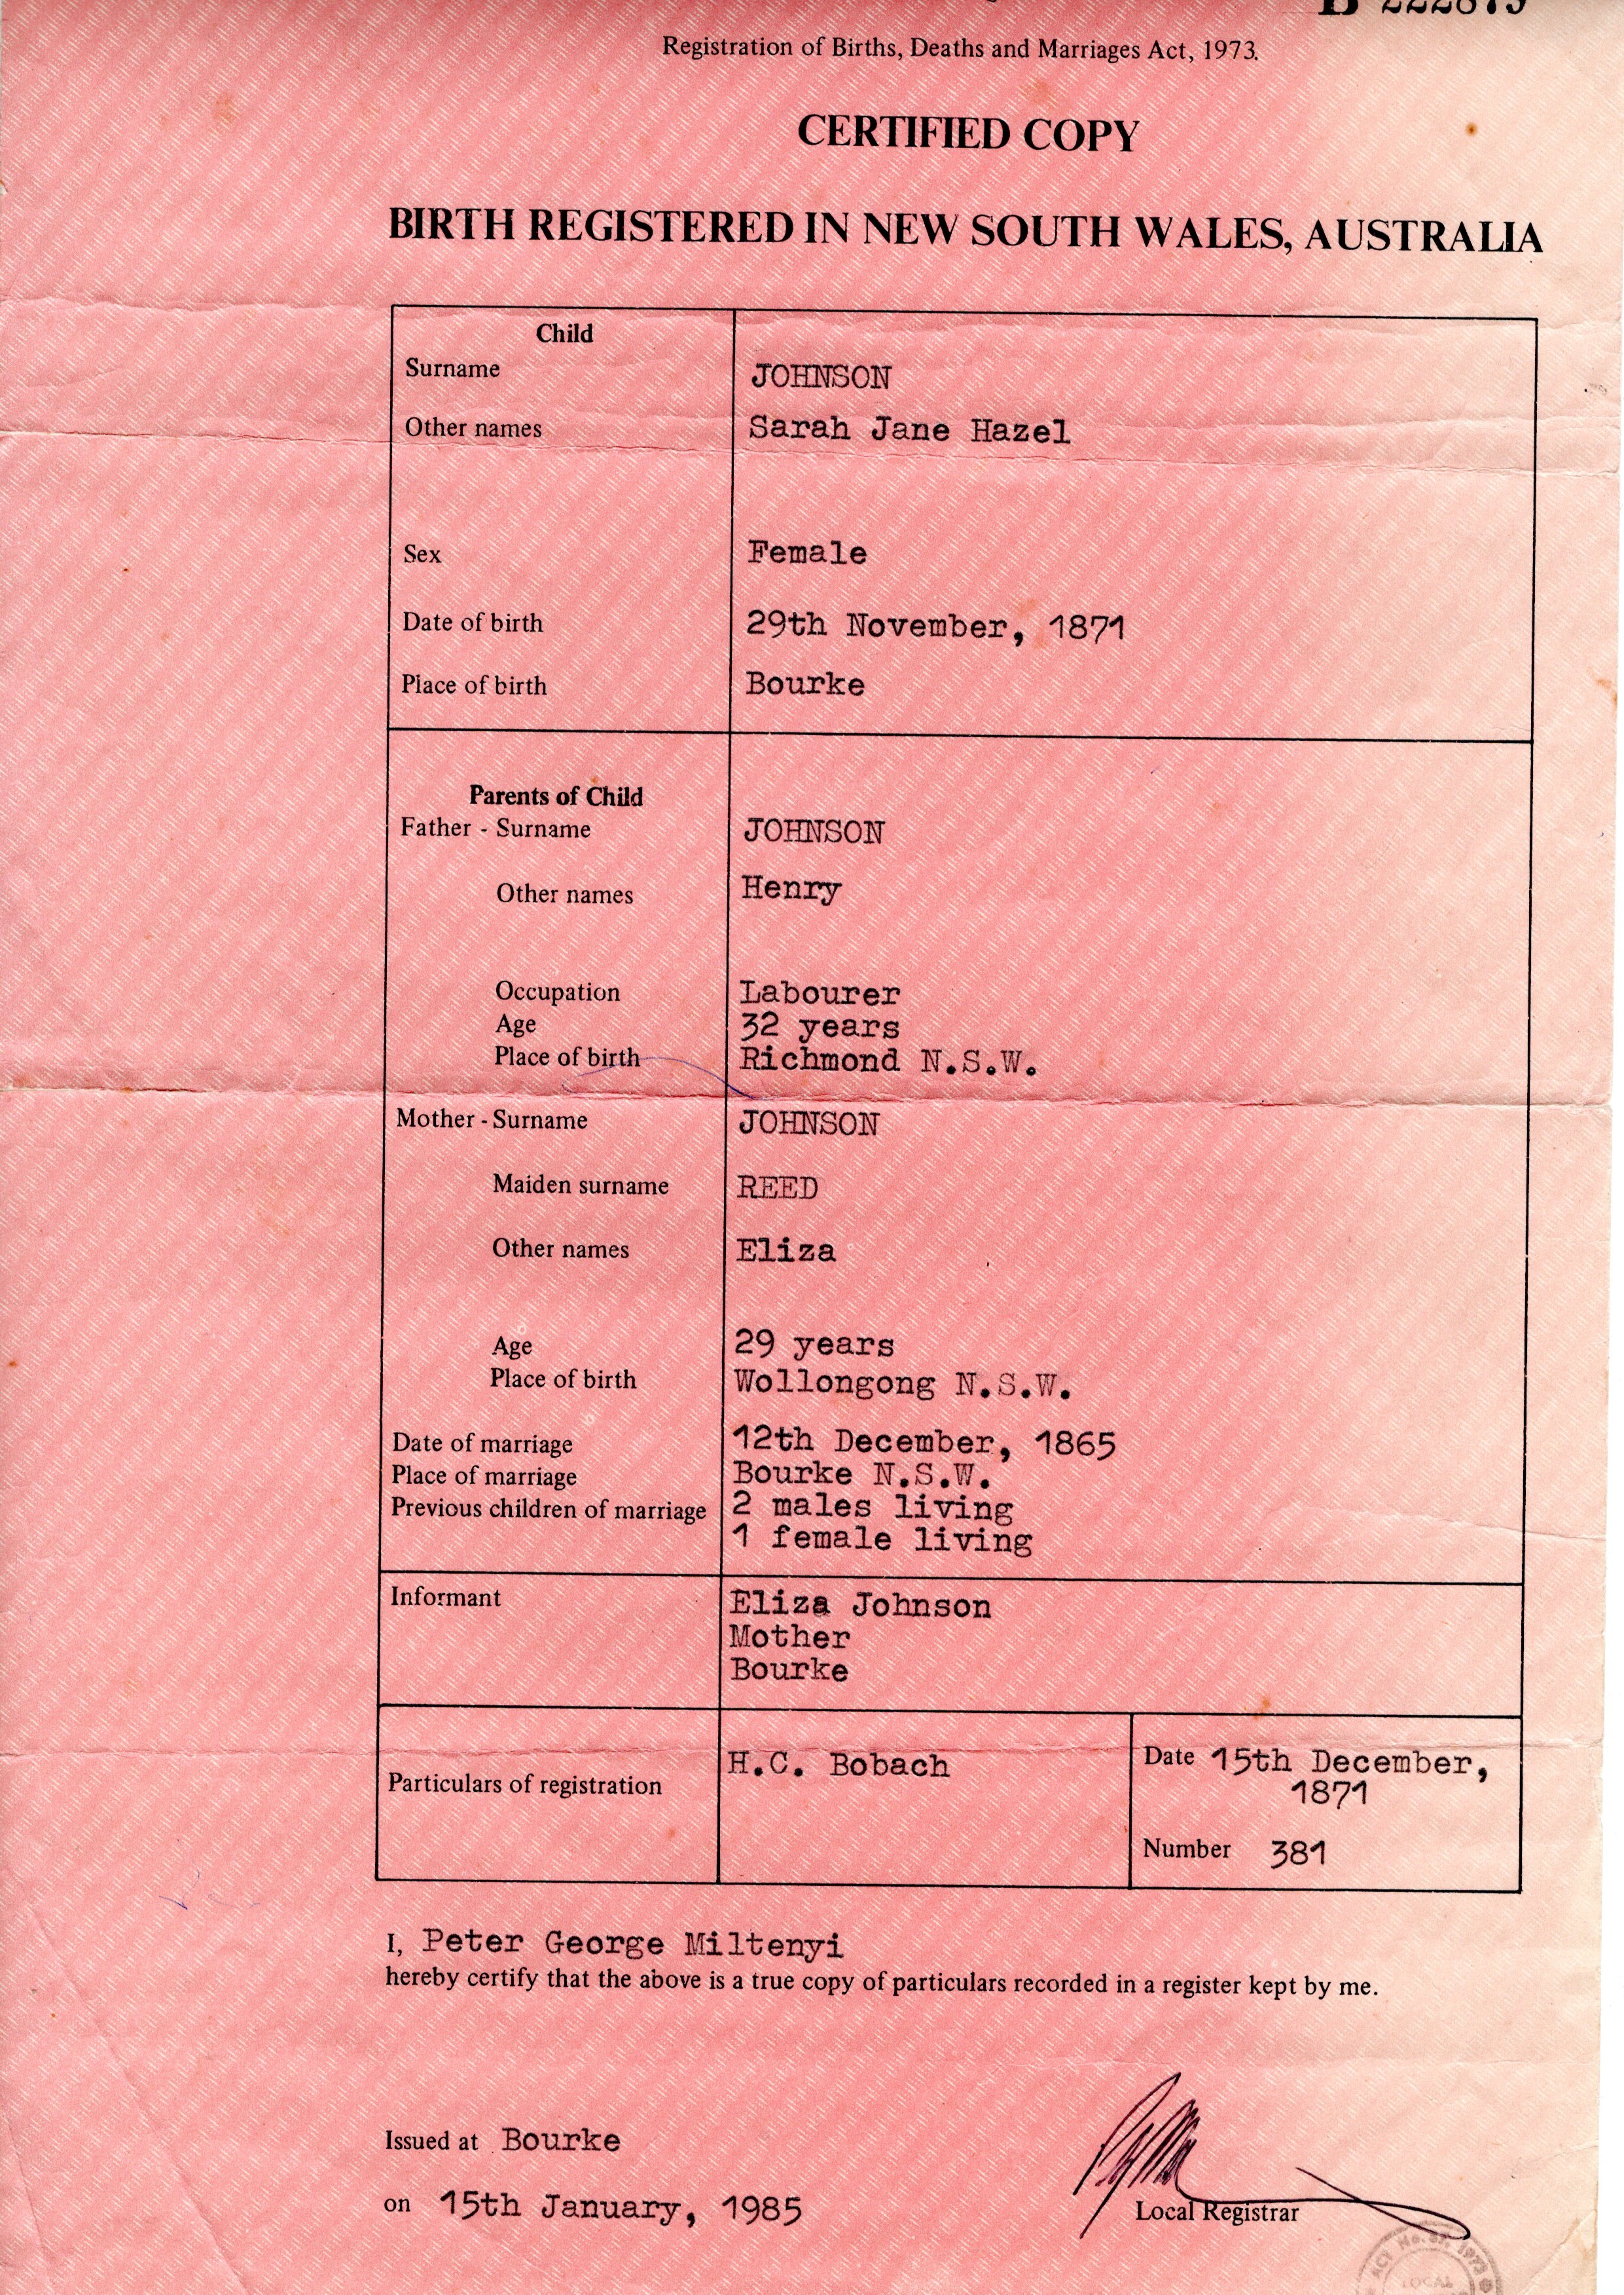 Registration of Births, Deaths and Marriages Act, 1973.
CERTIFIED COPY
BIRTH REGISTERED IN NEW SOUTH WALES, AUSTRALIA
Child
Surname JOHNSON
Other names Sarah Jane Hazel
Sex Female
Date of birth 29th November, 1871
Place of birth Bourke
Parents of Child
Father - Surname JOHNSON
Other names Henry
Occupation Labourer
Age 32 years
Place of birth Richmond N.S.W.
Mother - Surname JOHNSON
Maiden surname REED
Other names Eliza
Age 29 years
Place of birth Wollongong N.S.W.
Date of marriage 12th December, 1865
Place of marriage Bourke N.S.W.
Previous children of marriage 2 males living
1 female living
Informant Eliza Johnson
Mother
Bourke
Particulars of registration H.C. Bobach Date 15th December,
1871
Number 381
I, Peter George Miltenyi
hereby certify that the above is a true copy of particulars recorded in a register kept by me.
Issued at Bourke
on 15th January, 1985
Local Registrar
ACT No. 1973
LOCAL